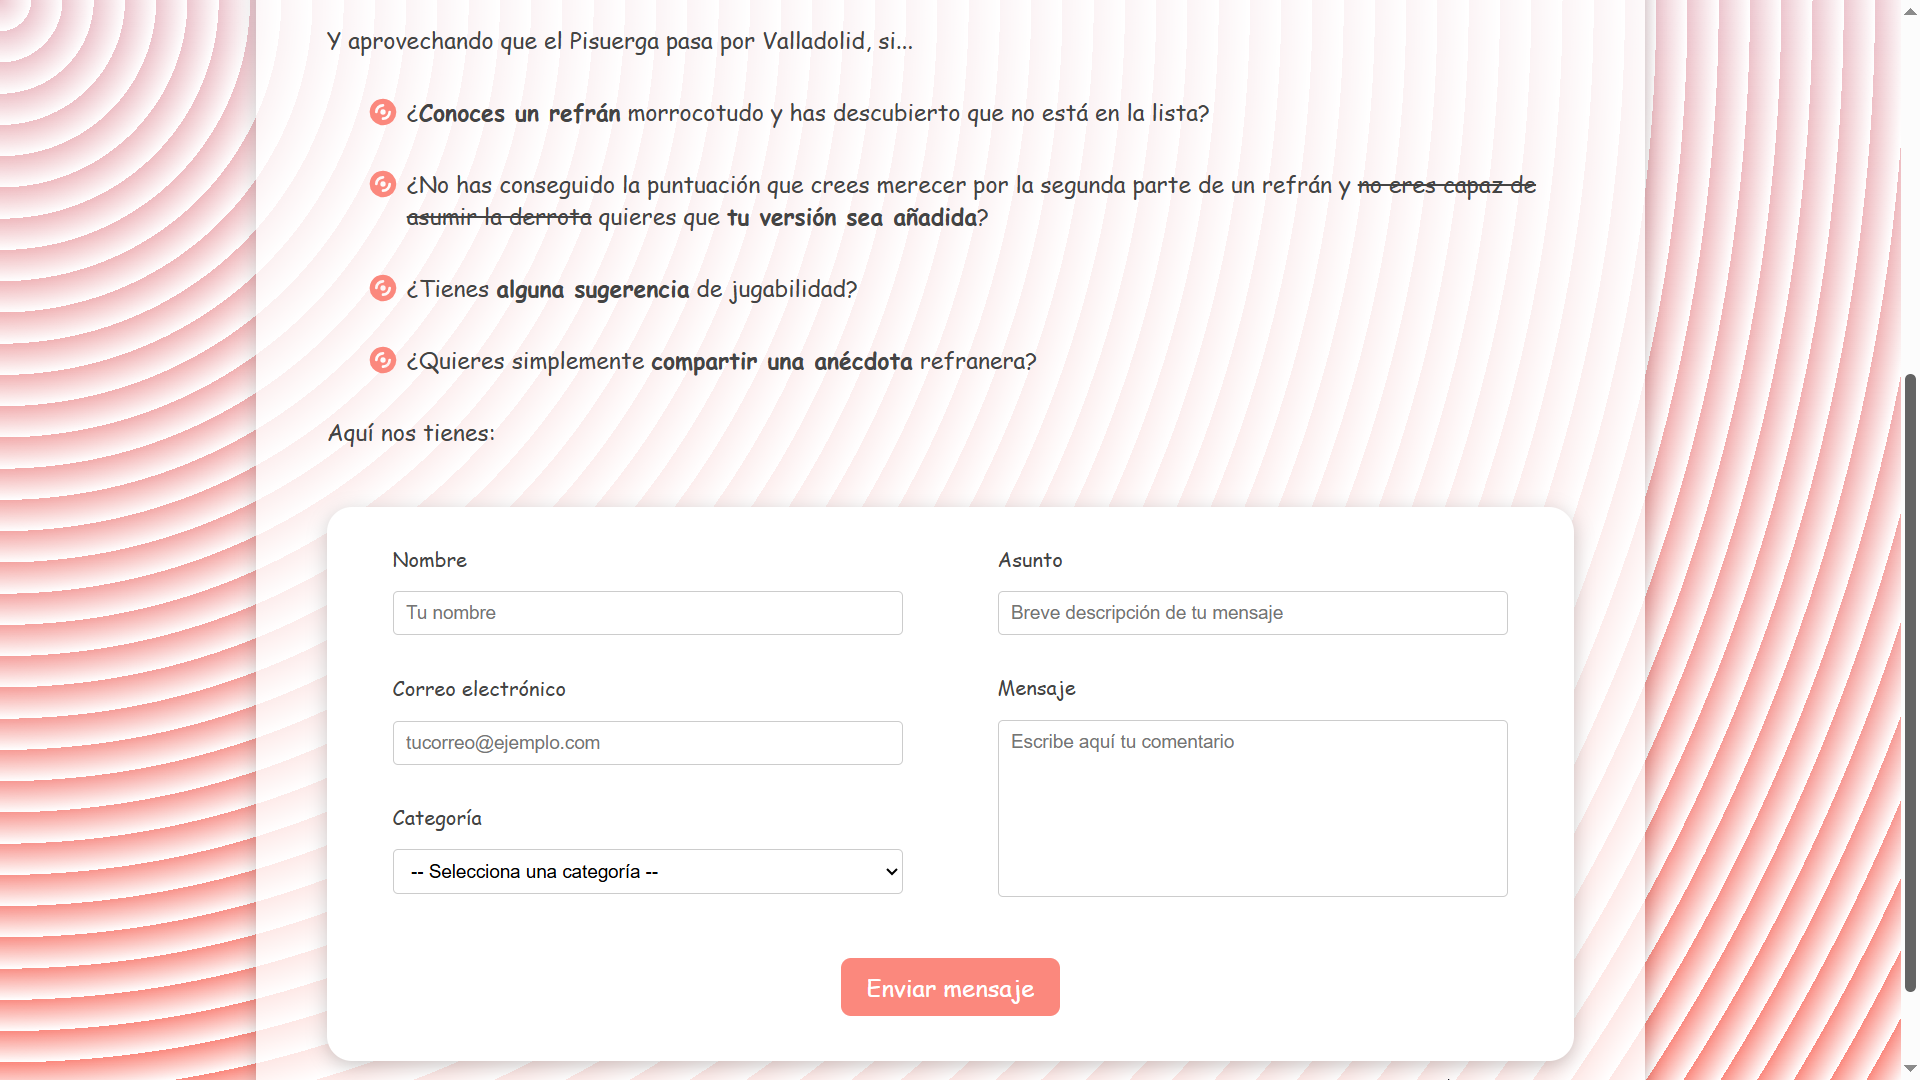 Y aprovechando que el Pisuerga pasa por Valladolid, si...
¿Conoces un refrán morrocotudo y has descubierto que no está en la lista?
¿No has conseguido la puntuación que crees merecer por la segunda parte de un refrán y no eres capaz de
asumir la derrota quieres que tu versión sea añadida?
¿Tienes alguna sugerencia de jugabilidad?
¿Quieres simplemente compartir una anécdota refranera?
Aquí nos tienes:
Nombre
Tu nombre
Correo electrónico
tucorreo@ejemplo.com
Categoría
-- Selecciona una categoría --
Asunto
Breve descripción de tu mensaje
Mensaje
Escribe aquí tu comentario
Enviar mensaje